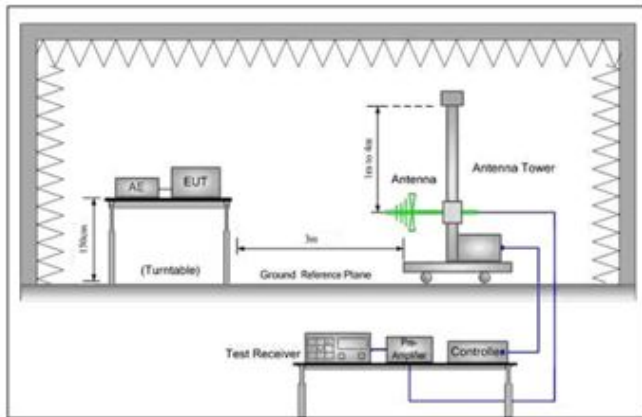 1m to 4m
Antenna
Antenna Tower
AE
EUT
150cm
(Turntable)
3m
Ground Reference Plane
Test Receiver
Pre-
Amplifier
Controller